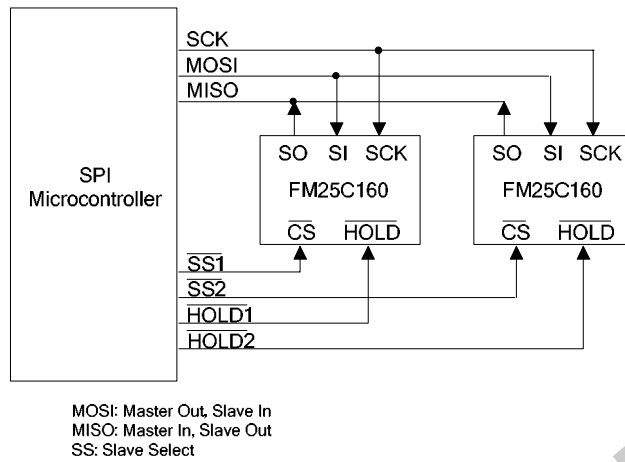 SCK
MOSI
MISO
SO SI SCK
FM25C160
CS HOLD
SO SI SCK
FM25C160
CS HOLD
SPI
Microcontroller
SS1
SS2
HOLD1
HOLD2
MOSI: Master Out, Slave In
MISO: Master In, Slave Out
SS: Slave Select